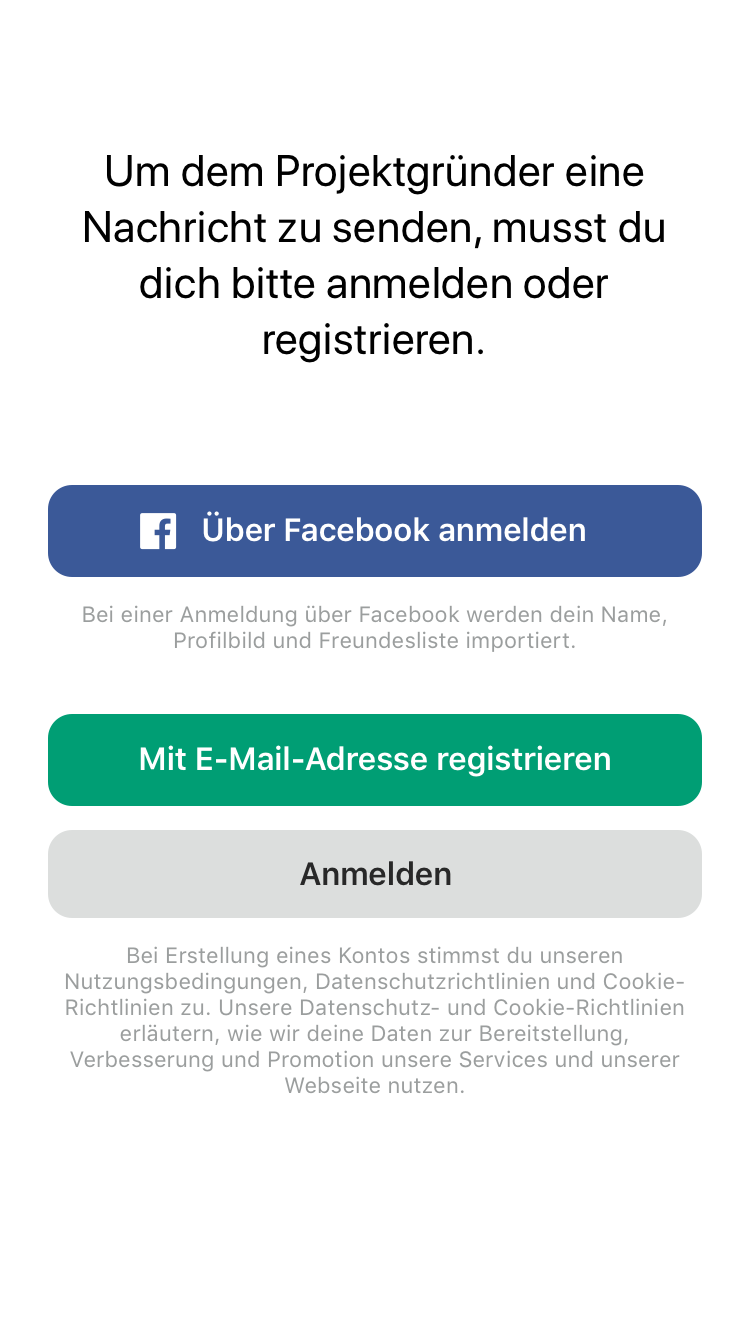 Um dem Projektgründer eine
Nachricht zu senden, musst du
dich bitte anmelden oder
registrieren.
Über Facebook anmelden
Bei einer Anmeldung über Facebook werden dein Name,
Profilbild und Freundesliste importiert.
Mit E-Mail-Adresse registrieren
Anmelden
Bei Erstellung eines Kontos stimmst du unseren
Nutzungsbedingungen, Datenschutzrichtlinien und Cookie-
Richtlinien zu. Unsere Datenschutz- und Cookie-Richtlinien
erläutern, wie wir deine Daten zur Bereitstellung,
Verbesserung und Promotion unsere Services und unserer
Webseite nutzen.